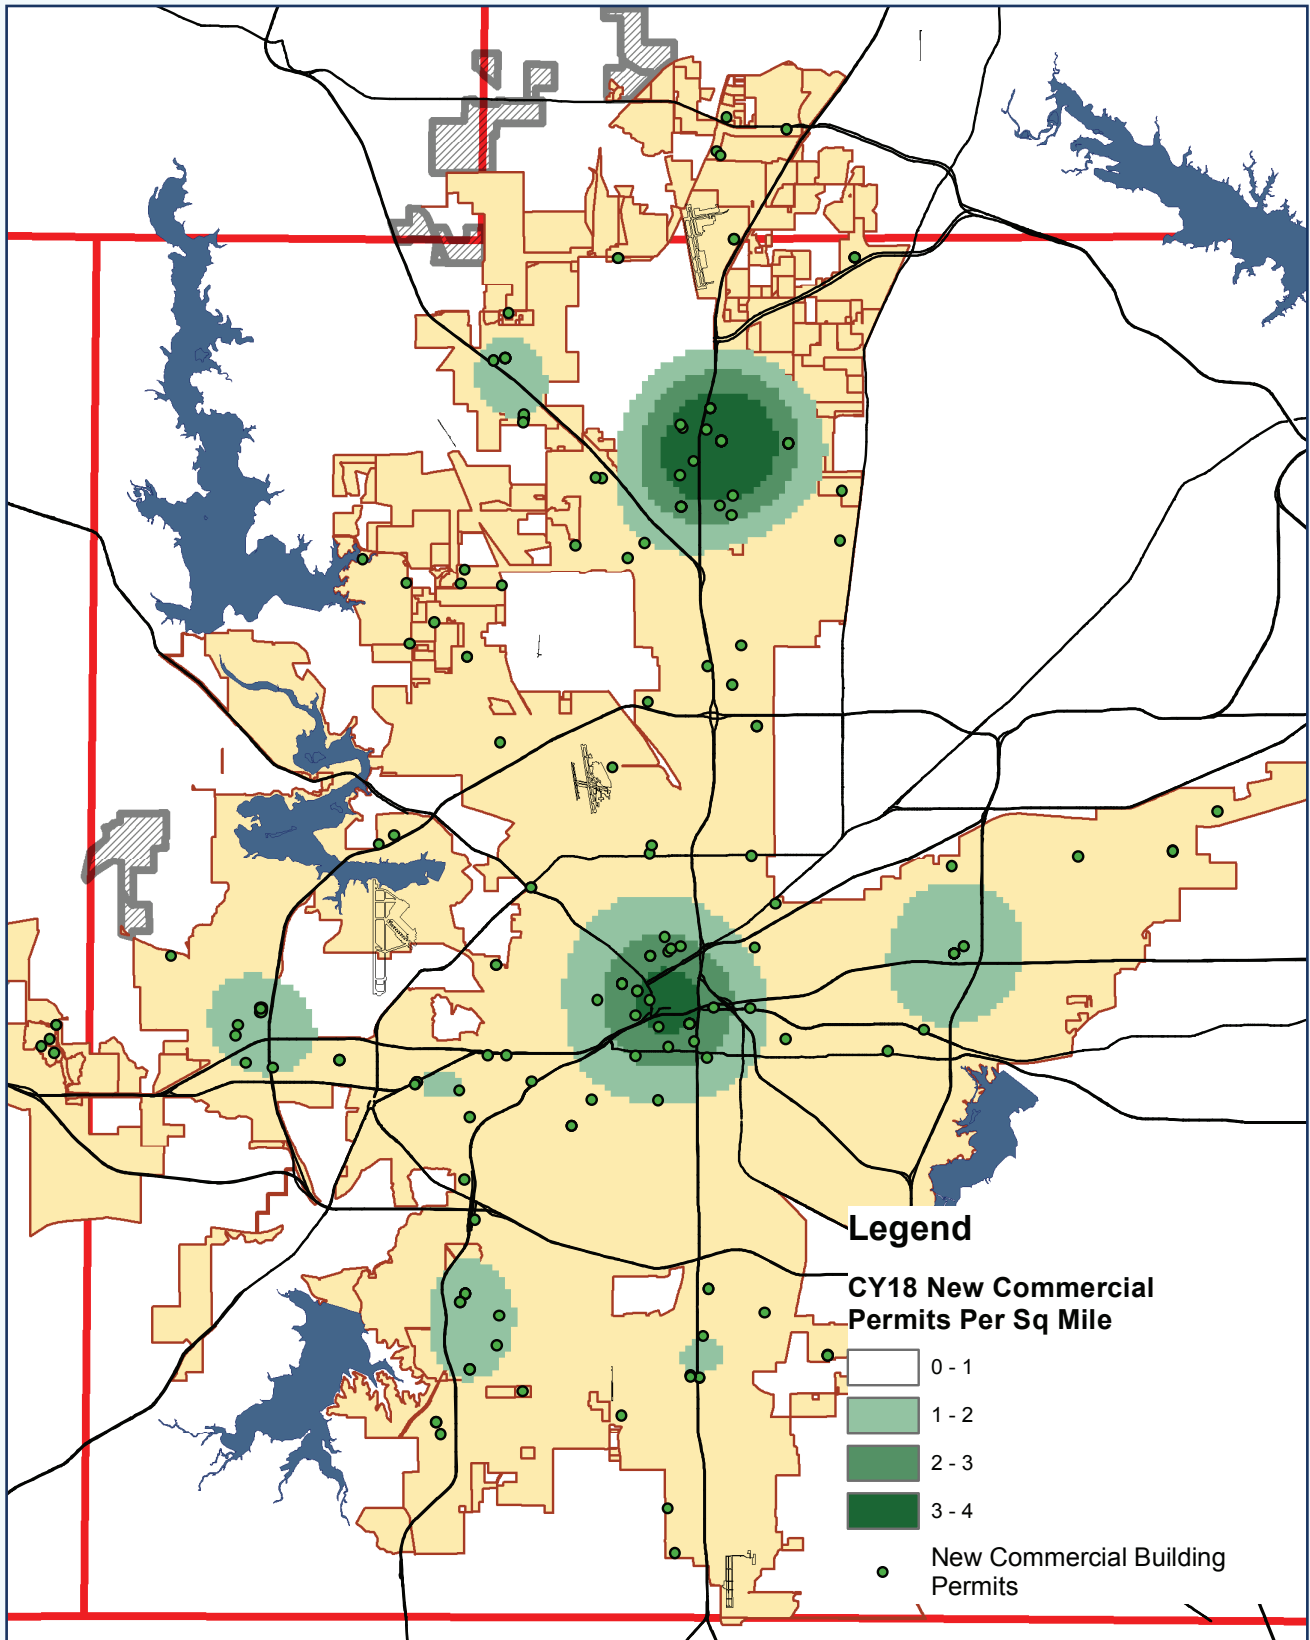 Legend
CY18 New Commercial
Permits Per Sq Mile
0 - 1
1 - 2
2 - 3
3 - 4
New Commercial Building
Permits